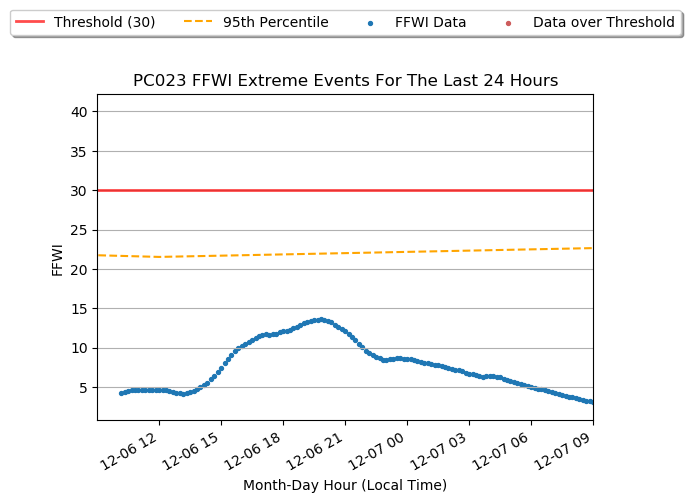 Threshold (30) 95th Percentile FFWI Data Data over Threshold
PC023 FFWI Extreme Events For The Last 24 Hours
40
35
30
25
20
15
10
5
FFWI
12-06 12 12-06 15 12-06 18 12-06 21 12-07 00 12-07 03 12-07 06 12-07 09
Month-Day Hour (Local Time)